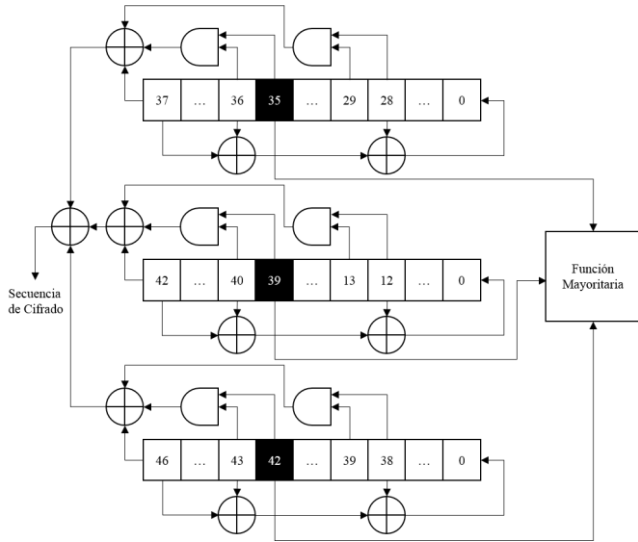 37 … 36 35 … 29 28 … 0
42 … 40 39 … 13 12 … 0
Secuencia
de Cifrado
Función
Mayoritaria
46 … 43 42 … 39 38 … 0